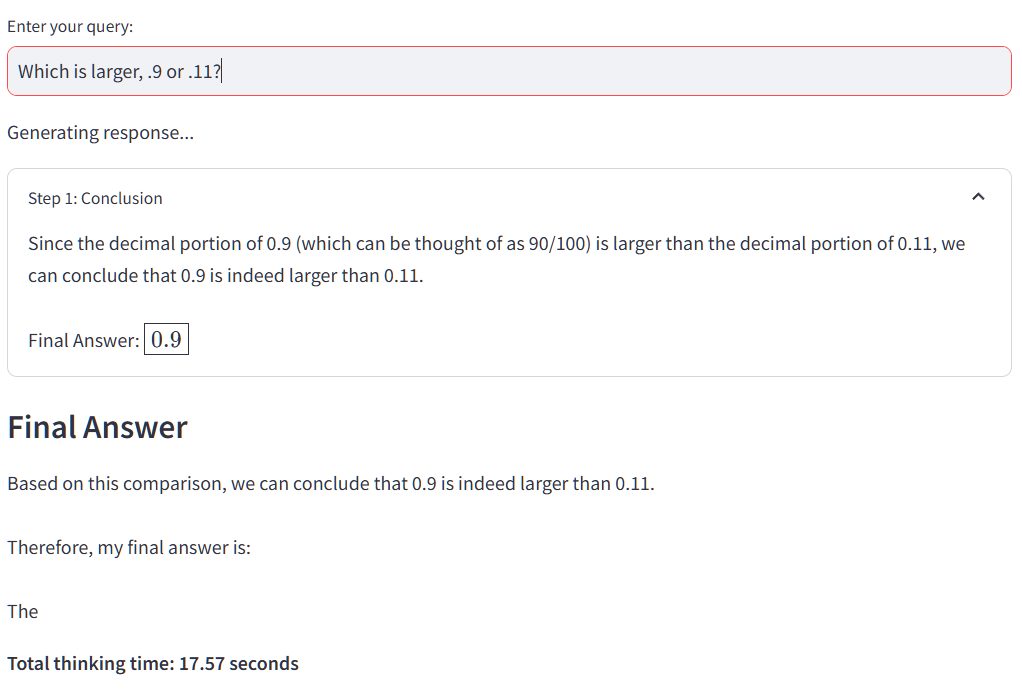 Enter your query:
Which is larger, .9 or .11?
Generating response...
Step 1: Conclusion
Since the decimal portion of 0.9 (which can be thought of as 90/100) is larger than the decimal portion of 0.11, we
can conclude that 0.9 is indeed larger than 0.11.
Final Answer: 0.9
Final Answer
Based on this comparison, we can conclude that 0.9 is indeed larger than 0.11.
Therefore, my final answer is:
The
Total thinking time: 17.57 seconds